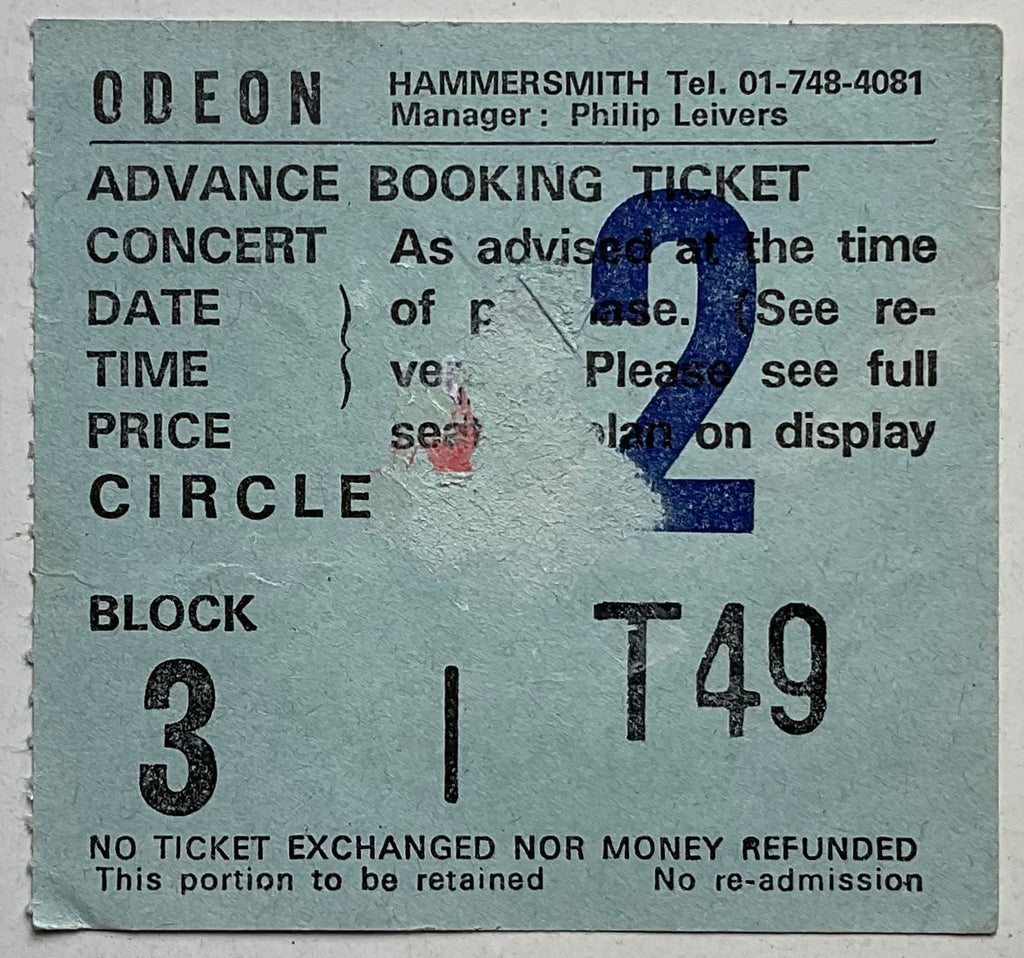 ODEON HAMMERSMITH Tel. 01-748-4081
Manager: Philip Leivers
ADVANCE BOOKING TICKET
CONCERT As advised at the time
DATE of (See re-
TIME Please see full
PRICE plan on display
CIRCLE
2
BLOCK
3 | T49
NO TICKET EXCHANGED NOR MONEY REFUNDED
This portion to be retained No re-admission